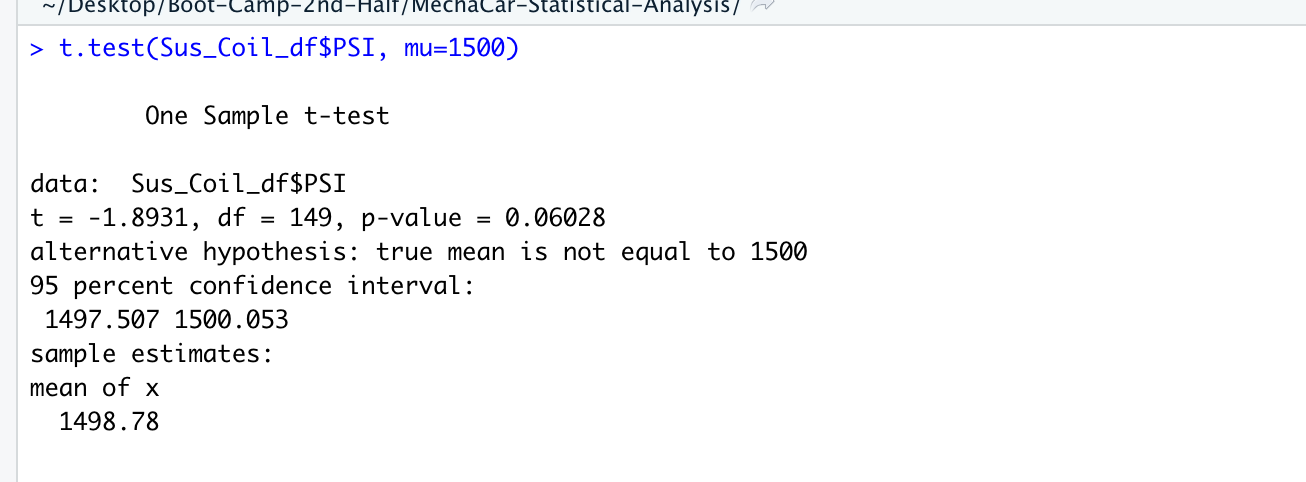 ~/Desktop/Boot-Camp-2nd-Half/MechaCar-Statistical-Analysis/
> t.test(Sus_Coil_df$PSI, mu=1500)
One Sample t-test
data:  Sus_Coil_df$PSI
t = -1.8931, df = 149, p-value = 0.06028
alternative hypothesis: true mean is not equal to 1500
95 percent confidence interval:
1497.507 1500.053
sample estimates:
mean of x
1498.78